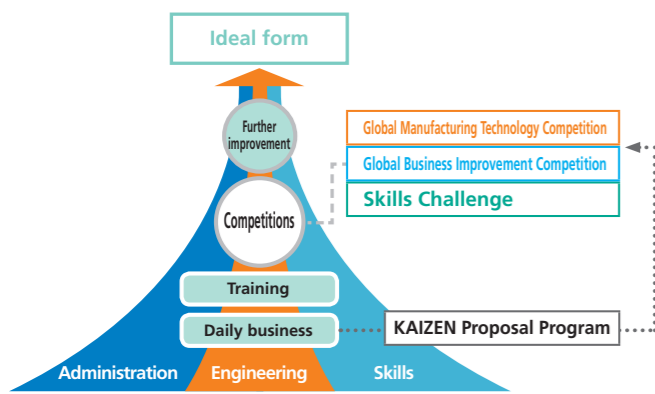 Ideal form
Further
improvement
Global Manufacturing Technology Competition
Global Business Improvement Competition
Skills Challenge
Competitions
Training
Daily business
KAIZEN Proposal Program
Administration
Engineering
Skills